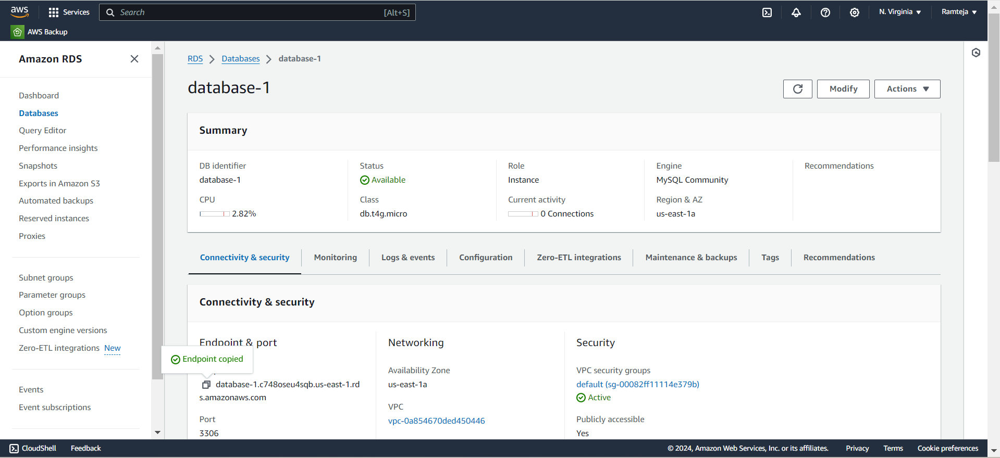 aws
Services
Search
[Alt+S]
N. Virginia
Ramteja
AWS Backup
Amazon RDS
Dashboard
Databases
Query Editor
Performance insights
Snapshots
Exports in Amazon S3
Automated backups
Reserved instances
Proxies
Subnet groups
Parameter groups
Option groups
Custom engine versions
Zero-ETL integrations New
Events
Event subscriptions
RDS > Databases > database-1
database-1
Modify
Actions
Summary
DB identifier
database-1
CPU
2.82%
Status
Available
Class
db.t4g.micro
Role
Instance
Current activity
0 Connections
Engine
MySQL Community
Region & AZ
us-east-1a
Recommendations
Connectivity & security
Monitoring
Logs & events
Configuration
Zero-ETL integrations
Maintenance & backups
Tags
Recommendations
Connectivity & security
Endpoint & port
Endpoint copied
database-1.c748oseu4sqb.us-east-1.rd
s.amazonaws.com
Port
3306
Networking
Availability Zone
us-east-1a
VPC
vpc-0a854670ded450446
Security
VPC security groups
default (sg-00082ff11114e379b)
Active
Publicly accessible
Yes
CloudShell
Feedback
© 2024, Amazon Web Services, Inc. or its affiliates.
Privacy
Terms
Cookie preferences